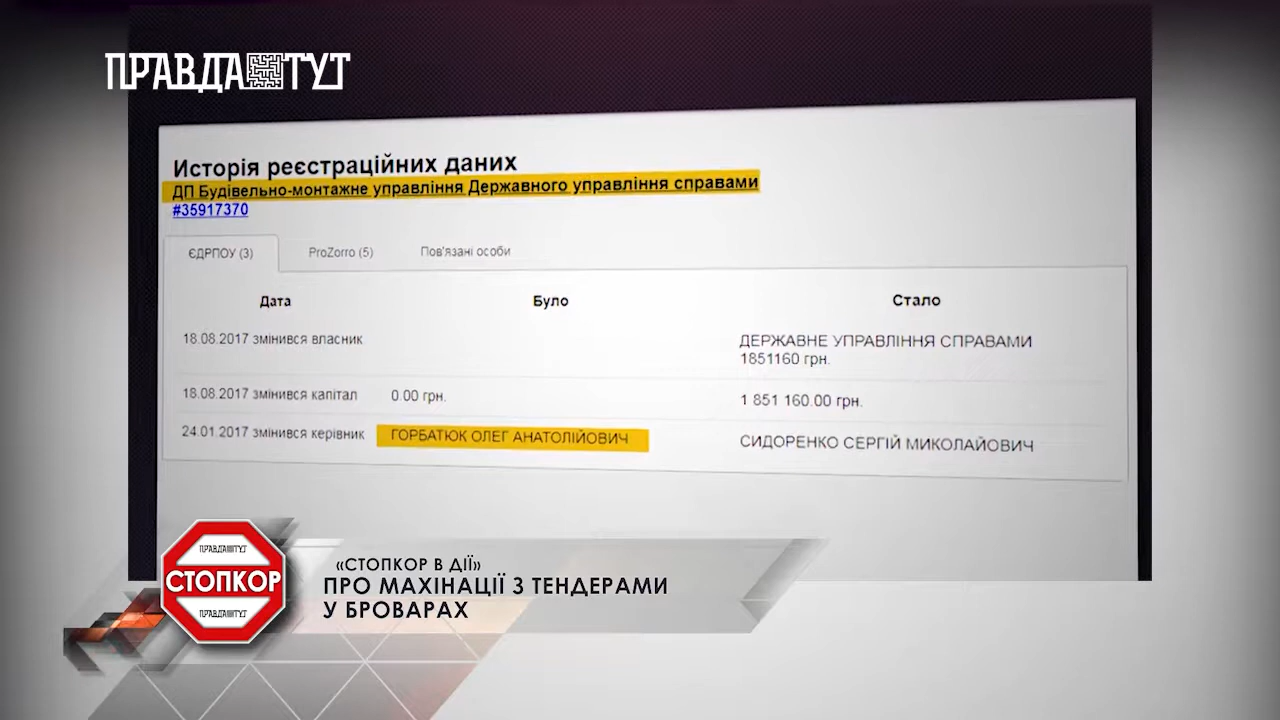 ПРАВДАТУТ
Исторія реєстраційних даних
ДП Будівельно-монтажне управління Державного управління справами
#35917370
ЄДРПОУ (3) ProZorro (5) Пов'язані особи
Дата Було Стало
18.08.2017 змінився власник ДЕРЖАВНЕ УПРАВЛІННЯ СПРАВАМИ
1851160 грн.
18.08.2017 змінився капітал 0.00 грн. 1 851 160.00 грн.
24.01.2017 змінився керівник ГОРБАТЮК ОЛЕГ АНАТОЛІЙОВИЧ СИДОРЕНКО СЕРГІЙ МИКОЛАЙОВИЧ
ПРАВДАТУТ
СТОПКОР
ПРАВДАТУТ
«СТОПКОР В ДІЇ»
ПРО МАХІНАЦІЇ З ТЕНДЕРАМИ
У БРОВАРАХ